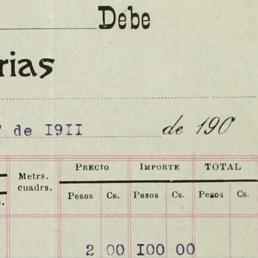 Debe
rias
de 1911 de 190
Metrs. cuadrs. PRECIO IMPORTE TOTAL
Pesos Cs. Pesos Cs. Pesos Cs.
2 00 100 00